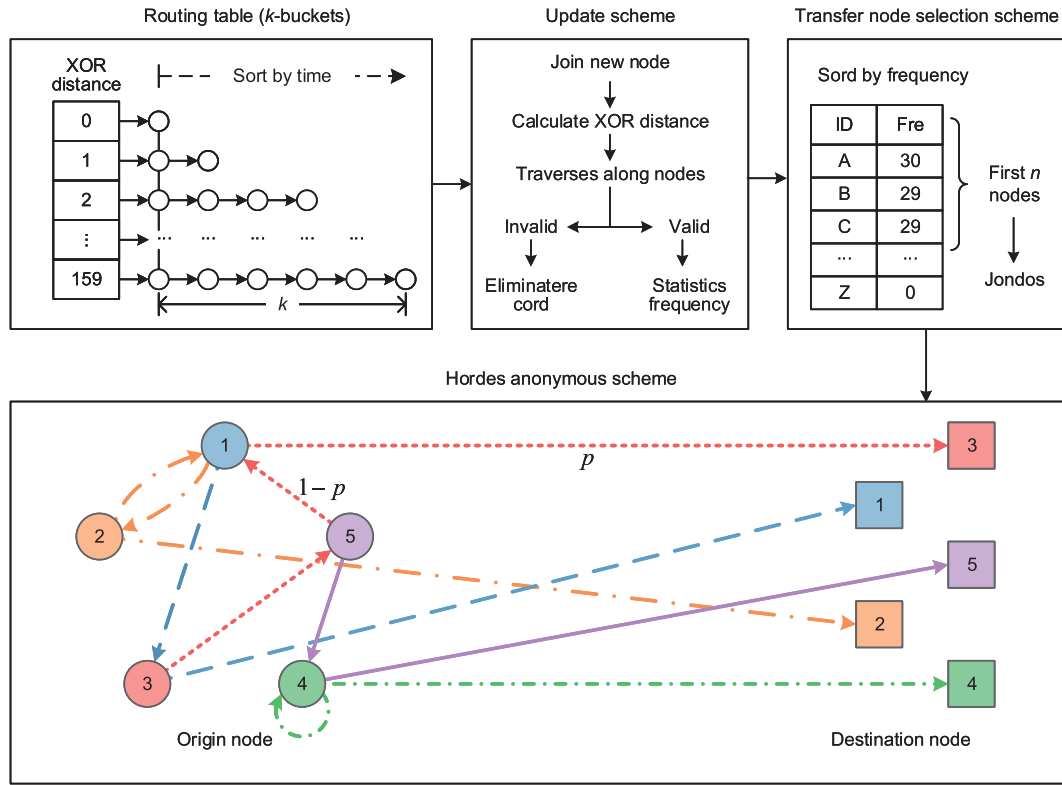 Routing table (k-buckets)
XOR
distance
Sort by time
0
1
2
⋮
... ... ... ... ...
159
k
Update scheme
Join new node
Calculate XOR distance
Traverses along nodes
Invalid
Valid
Eliminatere
cord
Statistics
frequency
Transfer node selection scheme
Sord by frequency
ID Fre
A 30
B 29
C 29
... ...
Z 0
First n
nodes
Jondos
Hordes anonymous scheme
1
3
p
1 – p
1
2
5
5
2
3
4
4
Origin node
Destination node